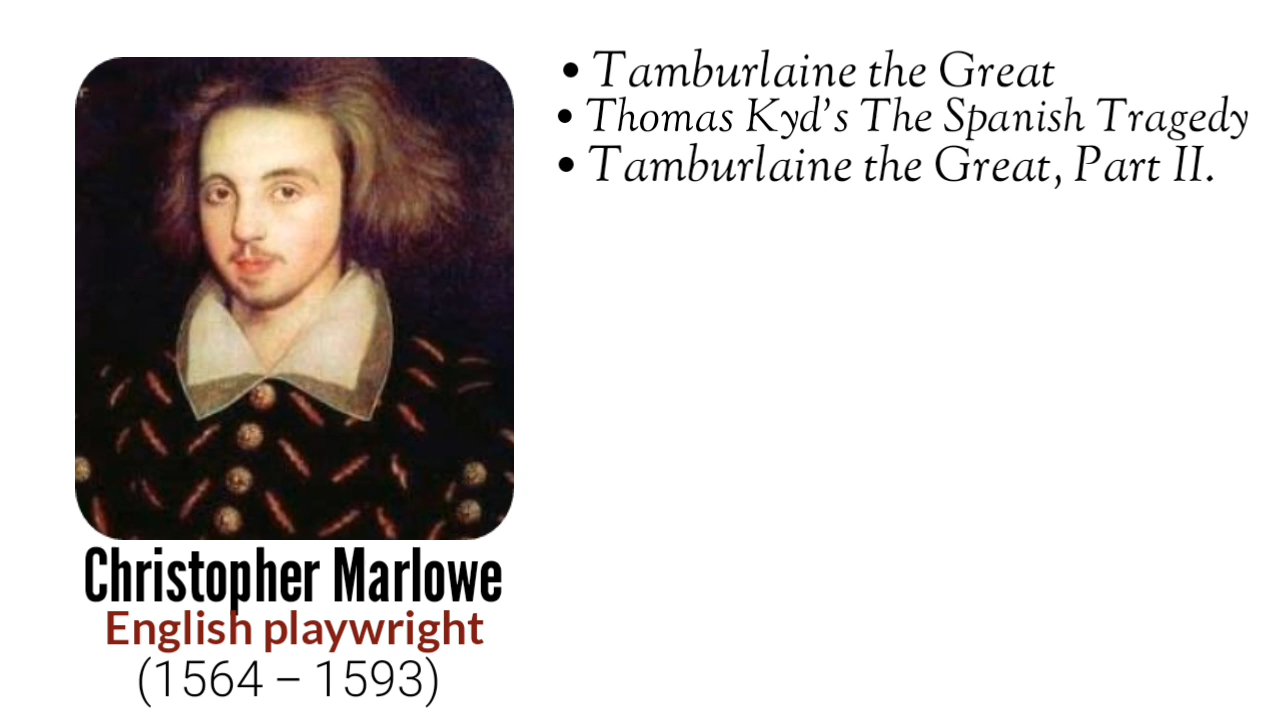 • Tamburlaine the Great
• Thomas Kyd's The Spanish Tragedy
• Tamburlaine the Great, Part II.
Christopher Marlowe
English playwright
(1564 – 1593)